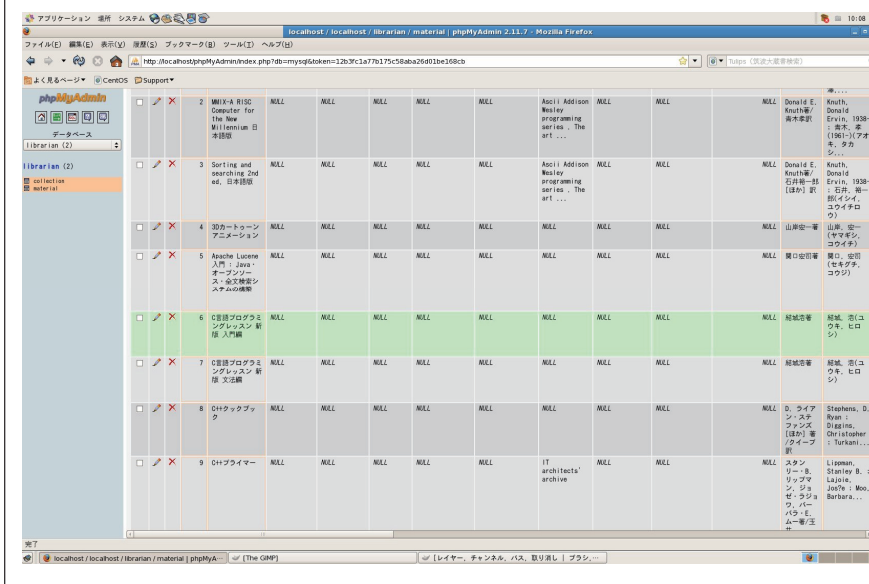 アプリケーション 場所 システム
10:08
localhost / localhost / librarian / material | phpMyAdmin 2.11.7 - Mozilla Firefox
ファイル(F) 編集(E) 表示(V) 履歴(S) ブックマーク(B) ツール(T) ヘルプ(H)
http://localhost/phpMyAdmin/index.php?db=mysql&token=12b3fc1a77b175c58aba26d01be168cb
Tulips (筑波大蔵書検索)
よく見るページ CentOS Support
phpMyAdmin
データベース
librarian (2)
librarian (2)
collection
material
2 MMIX-A RISC Computer for the New Millennium 日本語版 NULL NULL NULL NULL NULL Ascii Addison Wesley programming series . The art ... NULL NULL NULL Donald E. Knuth著/青木孝訳 Knuth, Donald Ervin, 1938- : 青木, 孝(1961-)(アオキ, タカシ...
3 Sorting and searching 2nd ed, 日本語版 NULL NULL NULL NULL NULL Ascii Addison Wesley programming series . The art ... NULL NULL NULL Donald E. Knuth著/石井裕一郎[ほか] 訳 Knuth, Donald Ervin, 1938- : 石井, 裕一郎(イシイ, ユウイチロウ)
4 3Dカートゥーンアニメーション NULL NULL NULL NULL NULL NULL NULL NULL NULL 山岸宏一著 山岸, 宏一(ヤマギシ, コウイチ)
5 Apache Lucene 入門 : Java・オープンソース・全文検索システムの構築 NULL NULL NULL NULL NULL NULL NULL NULL NULL 関口宏司著 関口, 宏司(セキグチ, コウジ)
6 C言語プログラミングレッスン 新版 入門編 NULL NULL NULL NULL NULL NULL NULL NULL NULL 結城浩著 結城, 浩(ユウキ, ヒロシ)
7 C言語プログラミングレッスン 新版 文法編 NULL NULL NULL NULL NULL NULL NULL NULL NULL 結城浩著 結城, 浩(ユウキ, ヒロシ)
8 C++クックブック NULL NULL NULL NULL NULL NULL NULL NULL NULL D. ライアン・ステファンズ [ほか] 著/クイープ訳 Stephens, D. Ryan : Diggins, Christopher : Turkani...
9 C++プライマー NULL NULL NULL NULL NULL IT architects' archive NULL NULL NULL スタンリー・B. リップマン, ジョゼ・ラジョワ, バーバラ・E. ムー著/ Lippman, Stanley B. : Lajoie, Jos?e : Moo, Barbara...
完了
localhost / localhost / librarian / material | phpMyA… [The GIMP] [レイヤー, チャンネル, パス, 取り消し | ブラシ,…